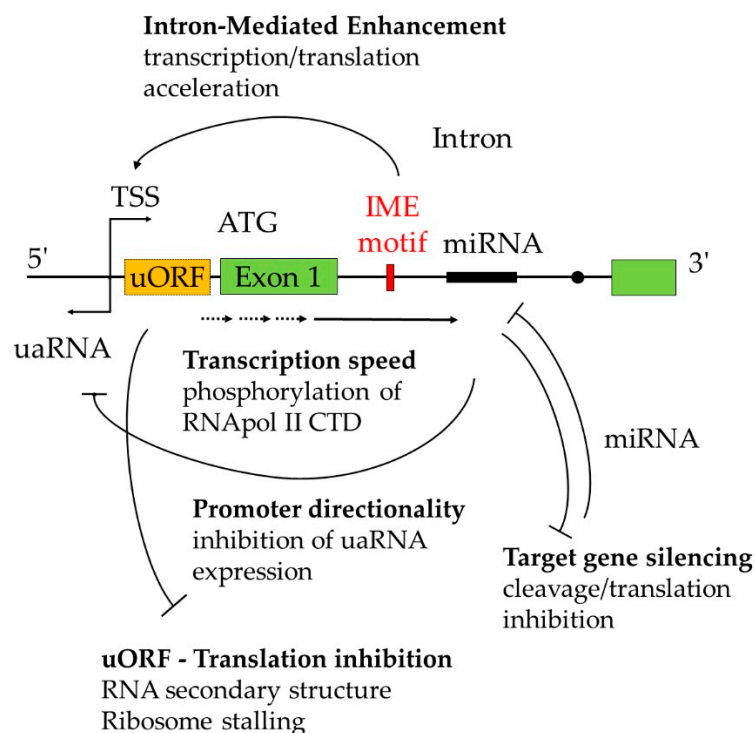 Intron-Mediated Enhancement
transcription/translation
acceleration
Intron
TSS
ATG
IME
motif
miRNA
5'
3'
uORF
Exon 1
uaRNA
Transcription speed
phosphorylation of
RNApol II CTD
miRNA
Promoter directionality
inhibition of uaRNA
expression
Target gene silencing
cleavage/translation
inhibition
uORF - Translation inhibition
RNA secondary structure
Ribosome stalling